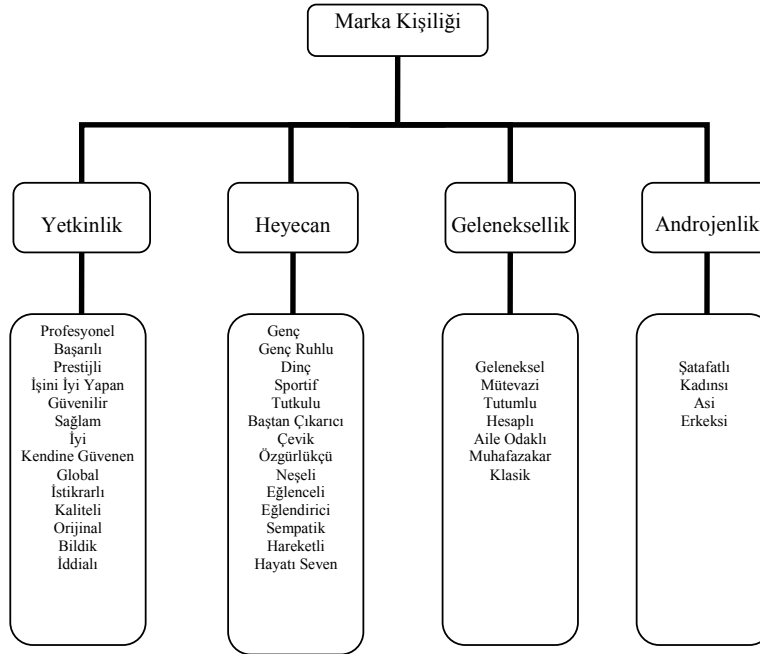 Marka Kişiliği
Yetkinlik
Heyecan
Geleneksellik
Androjenlik
Profesyonel
Başarılı
Prestijli
İşini İyi Yapan
Güvenilir
Sağlam
İyi
Kendine Güvenen
Global
İstikrarlı
Kaliteli
Orijinal
Bildik
İddialı
Genç
Genç Ruhlu
Dinç
Sportif
Tutkulu
Baştan Çıkarıcı
Çevik
Özgürlükçü
Neşeli
Eğlenceli
Eğlendirici
Sempatik
Hareketli
Hayatı Seven
Geleneksel
Mütevazi
Tutumlu
Hesaplı
Aile Odaklı
Muhafazakar
Klasik
Şatafatlı
Kadınsı
Asi
Erkeksi